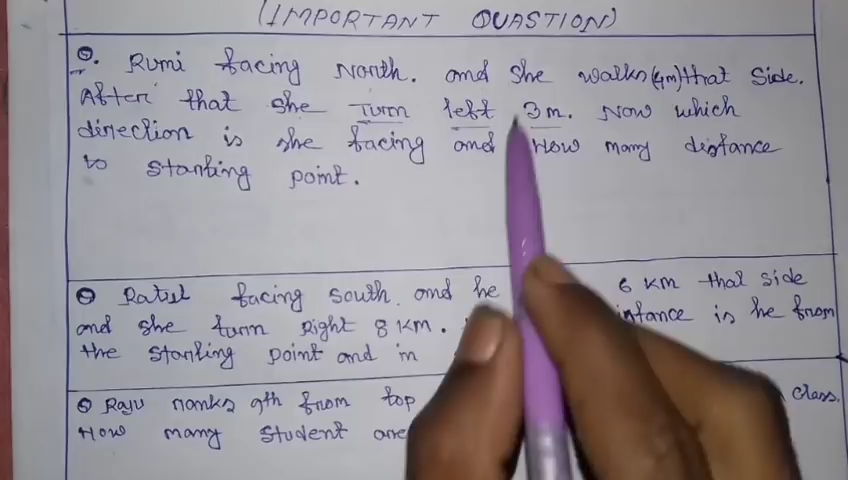 (IMPORTANT QUASTION)
Q. Rumi facing North. and she walks (4m) that side.
After that she Turn left 3m. Now which
direction is she facing and How many distance
to starting point.
Q facing south. and he 6 KM that side
and she turn Right 8 KM. is he from
the starting point and in
Q Raju ranks 9th from top class.
How many student are